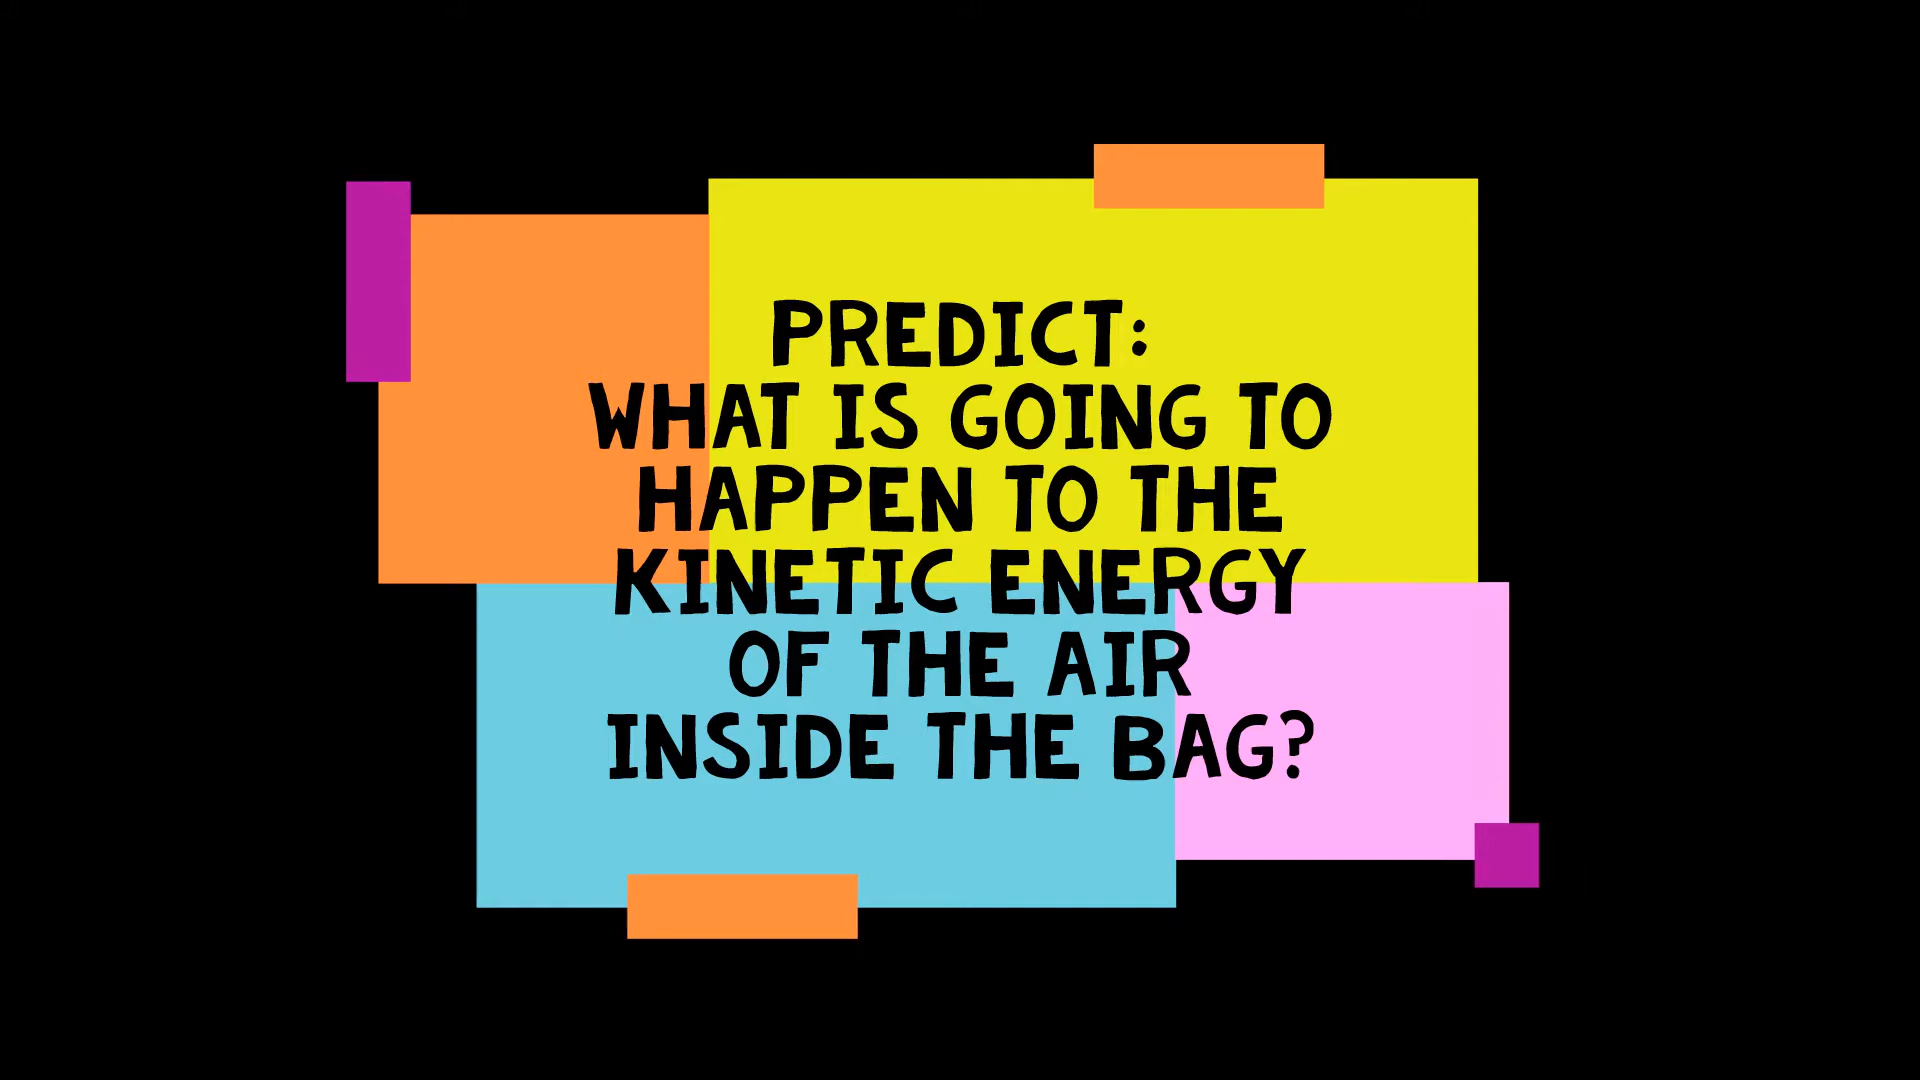 PREDICT:
WHAT IS GOING TO
HAPPEN TO THE
KINETIC ENERGY
OF THE AIR
INSIDE THE BAG?